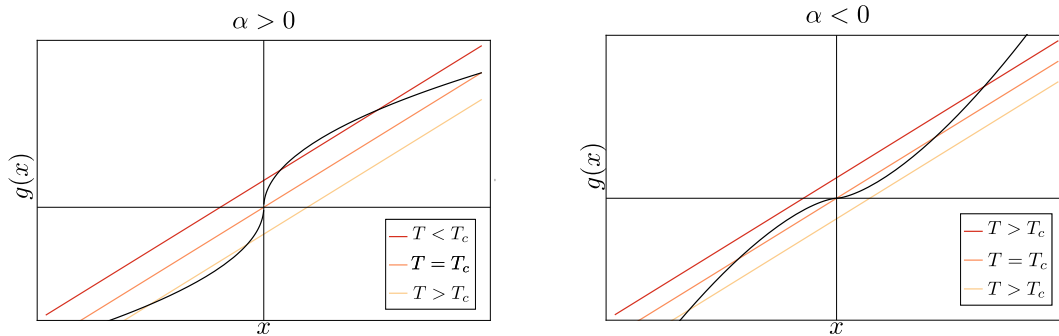 α > 0
g(x)
T < T_c
T = T_c
T > T_c
x
α < 0
g(x)
T > T_c
T = T_c
T > T_c
x